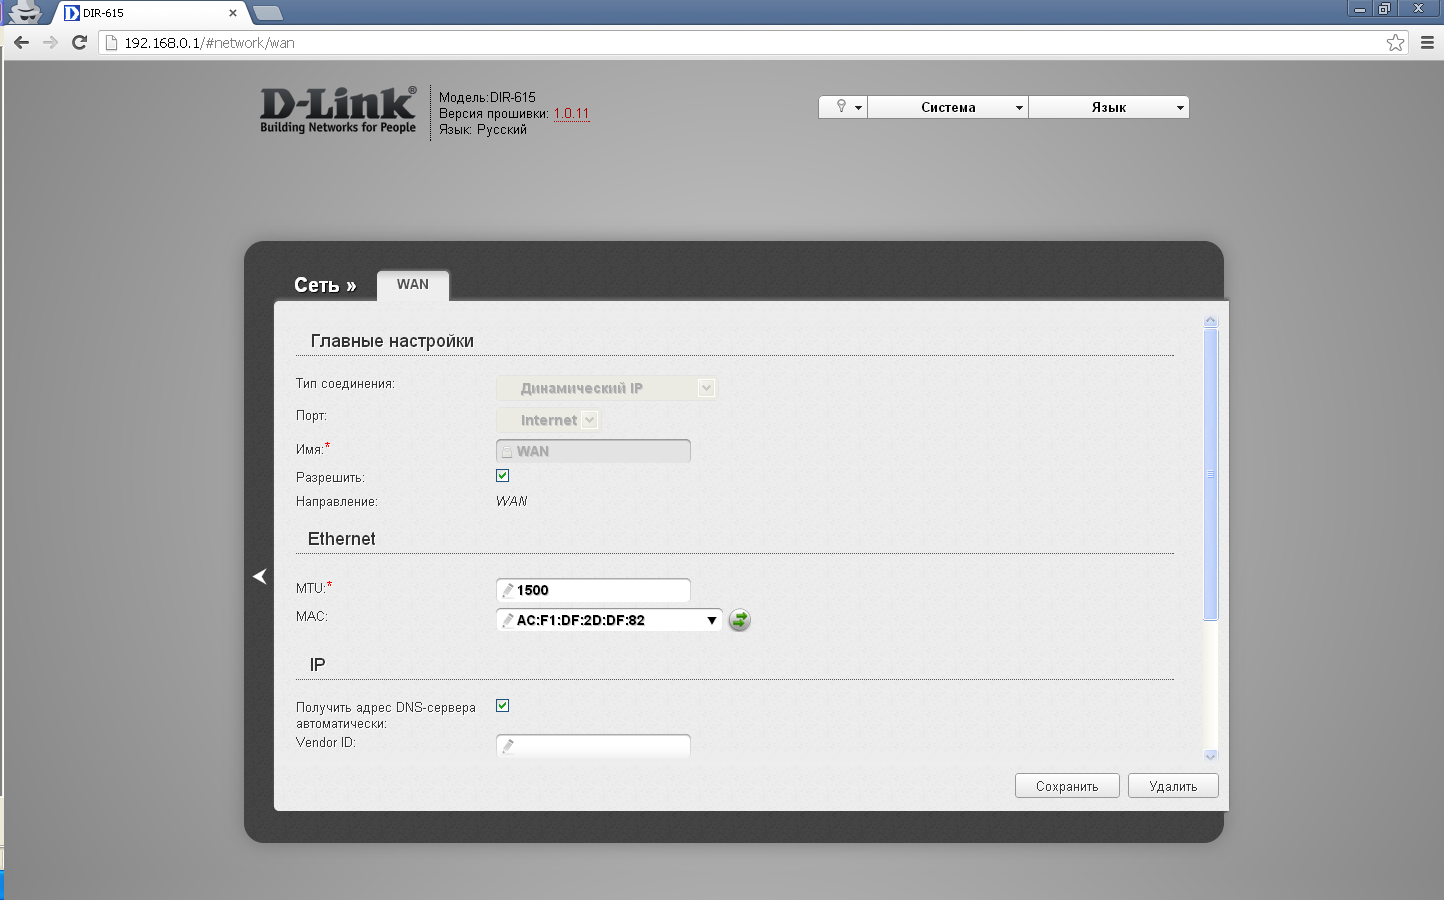 DIR-615
192.168.0.1/#network/wan
D-Link®
Building Networks for People
Модель:DIR-615
Версия прошивки: 1.0.11
Язык: Русский
Система
Язык
Сеть »
WAN
Главные настройки
Тип соединения:
Динамический IP
Порт:
Internet
Имя:*
WAN
Разрешить:
Направление:
WAN
Ethernet
MTU:*
1500
MAC:
AC:F1:DF:2D:DF:82
IP
Получить адрес DNS-сервера
автоматически:
Vendor ID:
Сохранить
Удалить